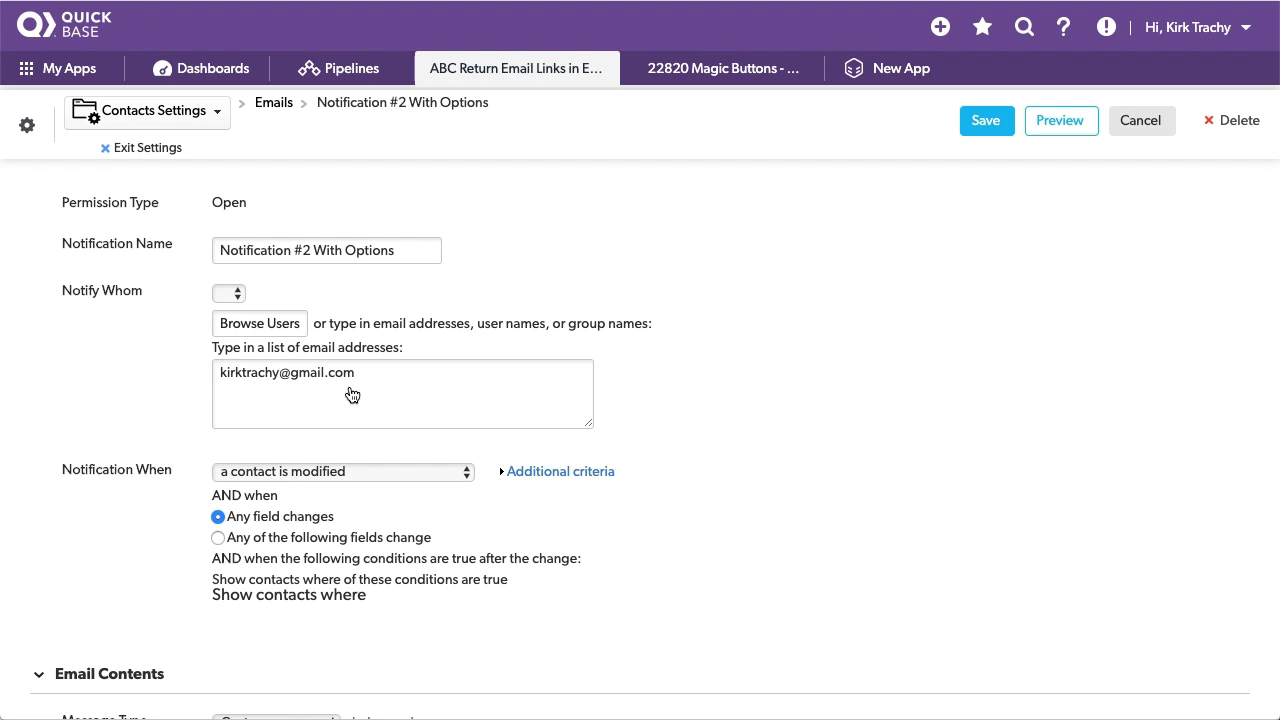 QUICK BASE
Hi, Kirk Trachy
My Apps
Dashboards
Pipelines
ABC Return Email Links in E...
22820 Magic Buttons - ...
New App
Contacts Settings
Emails
Notification #2 With Options
Save
Preview
Cancel
Delete
Exit Settings
Permission Type
Open
Notification Name
Notification #2 With Options
Notify Whom
Browse Users or type in email addresses, user names, or group names:
Type in a list of email addresses:
kirktrachy@gmail.com
Notification When
a contact is modified
Additional criteria
AND when
Any field changes
Any of the following fields change
AND when the following conditions are true after the change:
Show contacts where of these conditions are true
Show contacts where
Email Contents